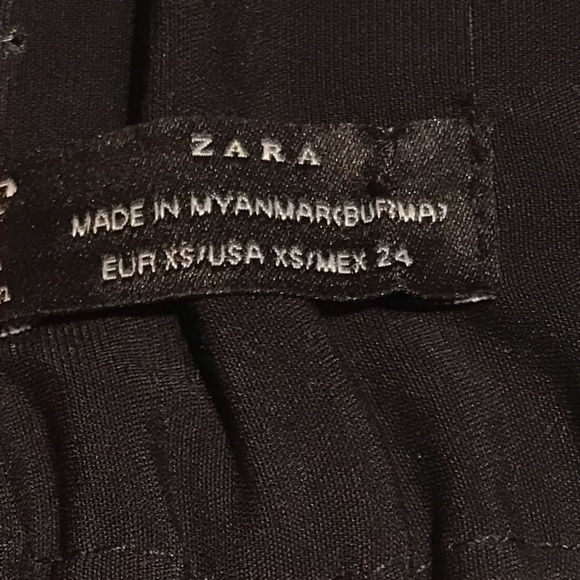 ZARA
MADE IN MYANMAR(BURMA)
EUR XS/USA XS/MEX 24